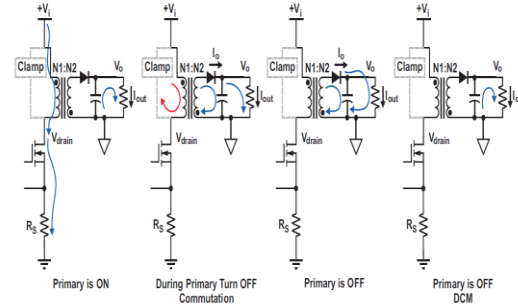 +Vi +Vi +Vi +Vi
Clamp N1:N2 Vo Clamp N1:N2 Io Vo Clamp N1:N2 Io Vo Clamp N1:N2 Vo
Iout Iout Iout Iout
Vdrain Vdrain Vdrain Vdrain
RS RS RS RS
Primary is ON During Primary Turn OFF Primary is OFF Primary is OFF
Commutation DCM